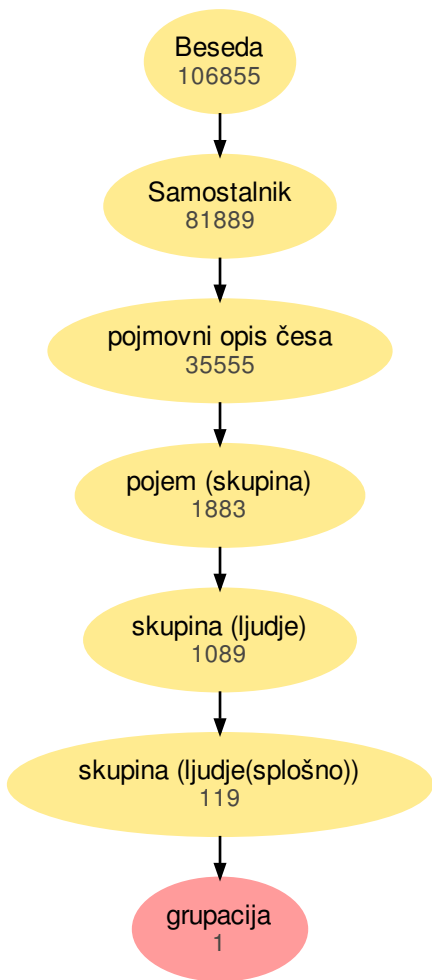 Beseda
106855
Samostalnik
81889
pojmovni opis česa
35555
pojem (skupina)
1883
skupina (ljudje)
1089
skupina (ljudje(splošno))
119
grupacija
1